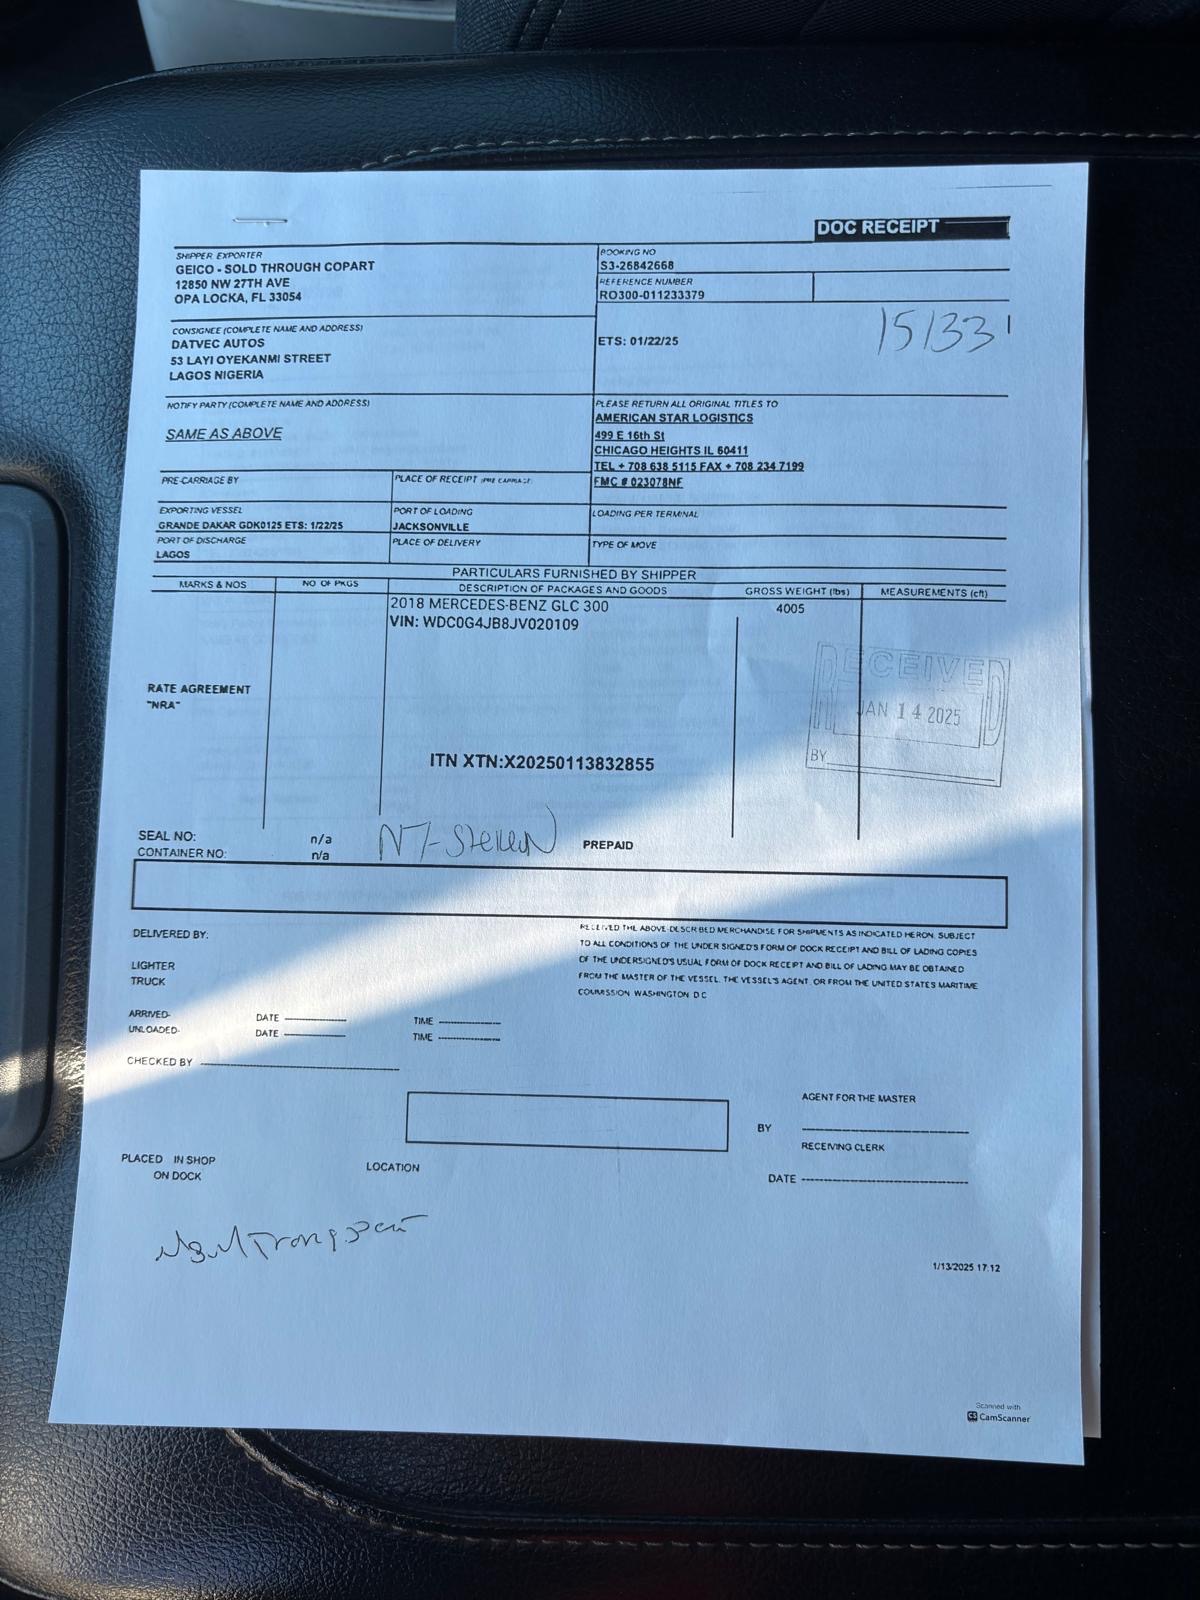 DOC RECEIPT
SHIPPER EXPORTER
GEICO - SOLD THROUGH COPART
12850 NW 27TH AVE
OPA LOCKA, FL 33054
BOOKING NO
S3-26842668
REFERENCE NUMBER
RO300-011233379
CONSIGNEE (COMPLETE NAME AND ADDRESS)
DATVEC AUTOS
53 LAYI OYEKANMI STREET
LAGOS NIGERIA
ETS: 01/22/25
15133
NOTIFY PARTY (COMPLETE NAME AND ADDRESS)
SAME AS ABOVE
PLEASE RETURN ALL ORIGINAL TITLES TO
AMERICAN STAR LOGISTICS
499 E 16th St
CHICAGO HEIGHTS IL 60411
TEL + 708 638 5115 FAX + 708 234 7199
FMC # 023078NF
PRE-CARRIAGE BY
PLACE OF RECEIPT (PRE CARRIAGE)
EXPORTING VESSEL
GRANDE DAKAR GDK0125 ETS: 1/22/25
PORT OF LOADING
JACKSONVILLE
LOADING PER TERMINAL
PORT OF DISCHARGE
LAGOS
PLACE OF DELIVERY
TYPE OF MOVE
PARTICULARS FURNISHED BY SHIPPER
MARKS & NOS
NO OF PKGS
DESCRIPTION OF PACKAGES AND GOODS
GROSS WEIGHT (lbs)
MEASUREMENTS (cft)
2018 MERCEDES-BENZ GLC 300
4005
VIN: WDC0G4JB8JV020109
RECEIVED
JAN 14 2025
BY
RATE AGREEMENT
"NRA"
ITN XTN:X20250113832855
SEAL NO: n/a
CONTAINER NO: n/a
NT-Steven
PREPAID
DELIVERED BY:
LIGHTER
TRUCK
RECEIVED THE ABOVE-DESCRIBED MERCHANDISE FOR SHIPMENTS AS INDICATED HERON, SUBJECT
TO ALL CONDITIONS OF THE UNDER SIGNED'S FORM OF DOCK RECEIPT AND BILL OF LADING COPIES
OF THE UNDERSIGNED'S USUAL FORM OF DOCK RECEIPT AND BILL OF LADING MAY BE OBTAINED
FROM THE MASTER OF THE VESSEL, THE VESSEL'S AGENT, OR FROM THE UNITED STATES MARITIME
COMMISSION WASHINGTON D C
ARRIVED- DATE TIME
UNLOADED- DATE TIME
CHECKED BY
AGENT FOR THE MASTER
BY
RECEIVING CLERK
DATE
PLACED IN SHOP
ON DOCK
LOCATION
1/13/2025 17:12
Scanned with
CS CamScanner